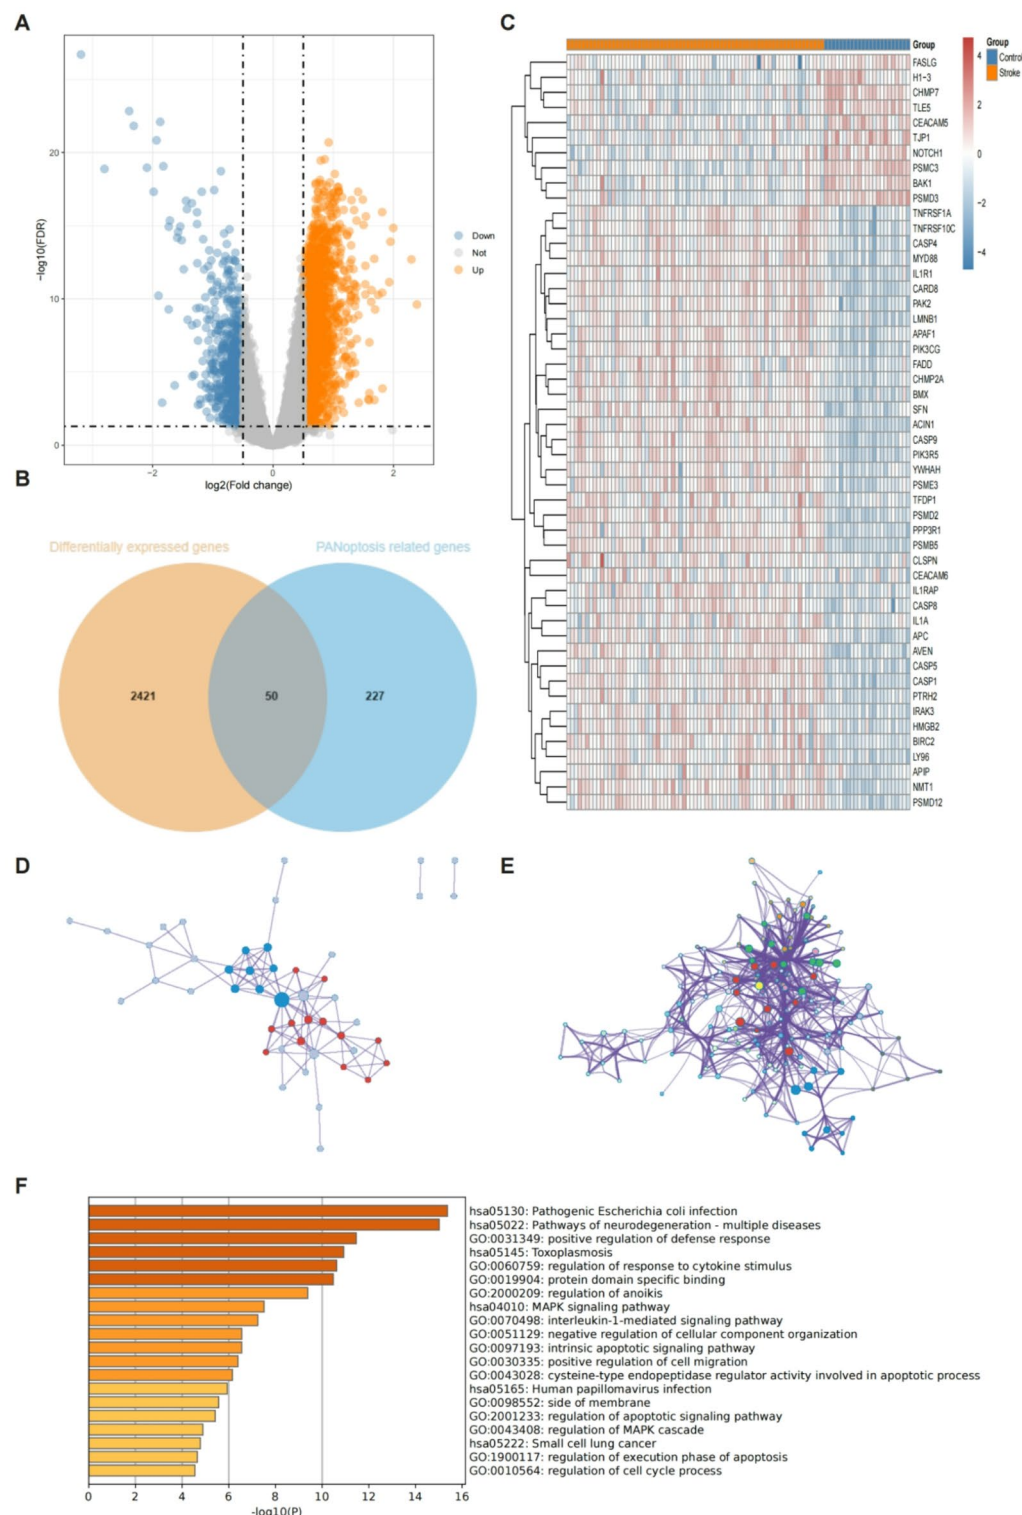 A
−log10(FDR)
20
10
0
−2
0
2
log2(Fold change)
Down
Not
Up
B
Differentially expressed genes
PANoptosis related genes
2421
50
227
C
Group
FASLG
H1−3
CHMP7
TLE5
CEACAM5
TJP1
NOTCH1
PSMC3
BAK1
PSMD3
TNFRSF1A
TNFRSF10C
CASP4
MYD88
IL1R1
CARD8
PAK2
LMNB1
APAF1
PIK3CG
FADD
CHMP2A
BMX
SFN
ACIN1
CASP9
PIK3R5
YWHAH
PSME3
TFDP1
PSMD2
PPP3R1
PSMB5
CLSPN
CEACAM6
IL1RAP
CASP8
IL1A
APC
AVEN
CASP5
CASP1
PTRH2
IRAK3
HMGB2
BIRC2
LY96
APIP
NMT1
PSMD12
4
2
0
−2
−4
Group
Control
Stroke
D
E
F
hsa05130: Pathogenic Escherichia coli infection
hsa05022: Pathways of neurodegeneration - multiple diseases
GO:0031349: positive regulation of defense response
hsa05145: Toxoplasmosis
GO:0060759: regulation of response to cytokine stimulus
GO:0019904: protein domain specific binding
GO:2000209: regulation of anoikis
hsa04010: MAPK signaling pathway
GO:0070498: interleukin-1-mediated signaling pathway
GO:0051129: negative regulation of cellular component organization
GO:0097193: intrinsic apoptotic signaling pathway
GO:0030335: positive regulation of cell migration
GO:0043028: cysteine-type endopeptidase regulator activity involved in apoptotic process
hsa05165: Human papillomavirus infection
GO:0098552: side of membrane
GO:2001233: regulation of apoptotic signaling pathway
GO:0043408: regulation of MAPK cascade
hsa05222: Small cell lung cancer
GO:1900117: regulation of execution phase of apoptosis
GO:0010564: regulation of cell cycle process
0 2 4 6 8 10 12 14 16
-log10(P)